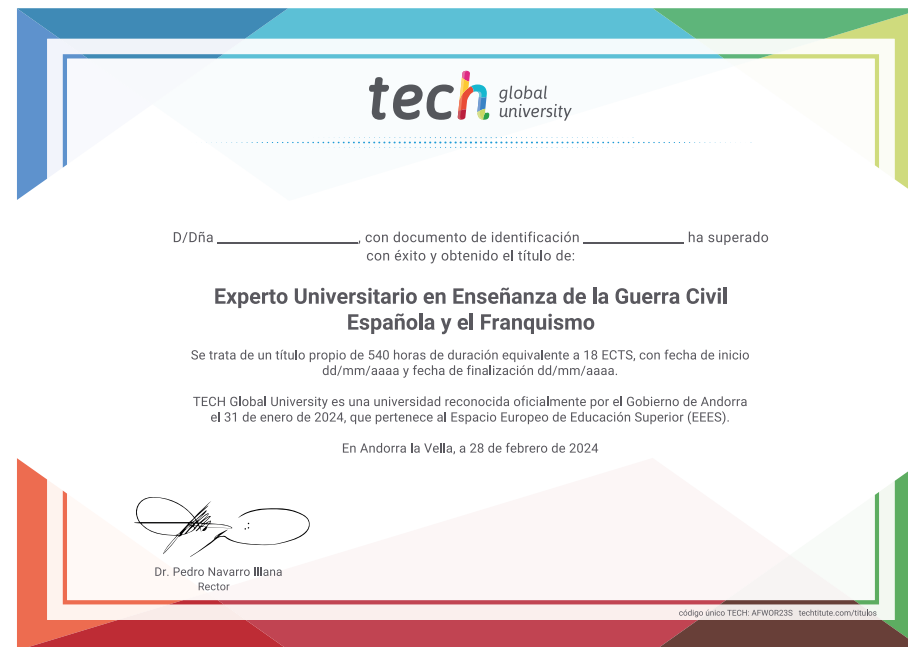 tech global
university
D/Dña ____________________, con documento de identificación ______________ ha superado
con éxito y obtenido el título de:
Experto Universitario en Enseñanza de la Guerra Civil
Española y el Franquismo
Se trata de un título propio de 540 horas de duración equivalente a 18 ECTS, con fecha de inicio
dd/mm/aaaa y fecha de finalización dd/mm/aaaa.
TECH Global University es una universidad reconocida oficialmente por el Gobierno de Andorra
el 31 de enero de 2024, que pertenece al Espacio Europeo de Educación Superior (EEES).
En Andorra la Vella, a 28 de febrero de 2024
Dr. Pedro Navarro Illana
Rector
código único TECH: AFWOR23S techtitute.com/titulos